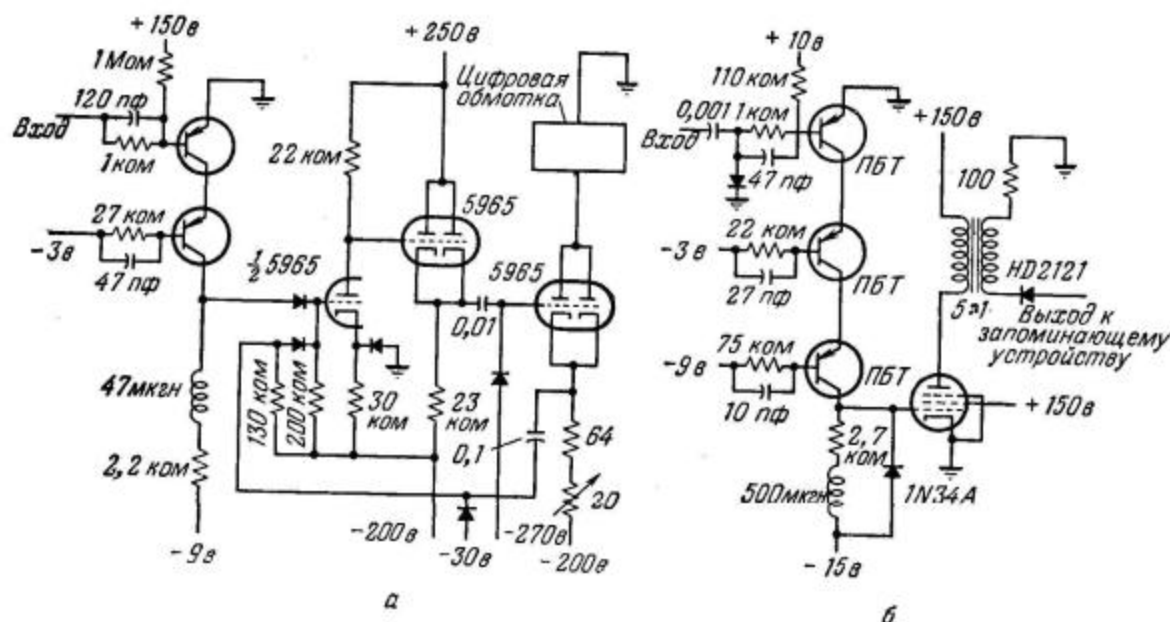 +150в
1Мом
120 пф
Вход
1ком
27 ком
-3в
47 пф
47мкгн
2,2 ком
-9в
+250в
22 ком
5965
½ 5965
Цифровая
обмотка
5965
0,01
130 ком
200 ком
30
ком
23
ком
0,1
64
20
-200в
-30в
-270в
-200в
а
+10в
110 ком
0,0011ком
Вход
47 пф
ПБТ
22 ком
-3в
27 пф
ПБТ
75 ком
-9в
10 пф
ПБТ
2,7
ком
500мкгн
1N34A
-15в
+150в
100
5:1
HD2121
Выход к
запоминающему
устройству
+150в
б